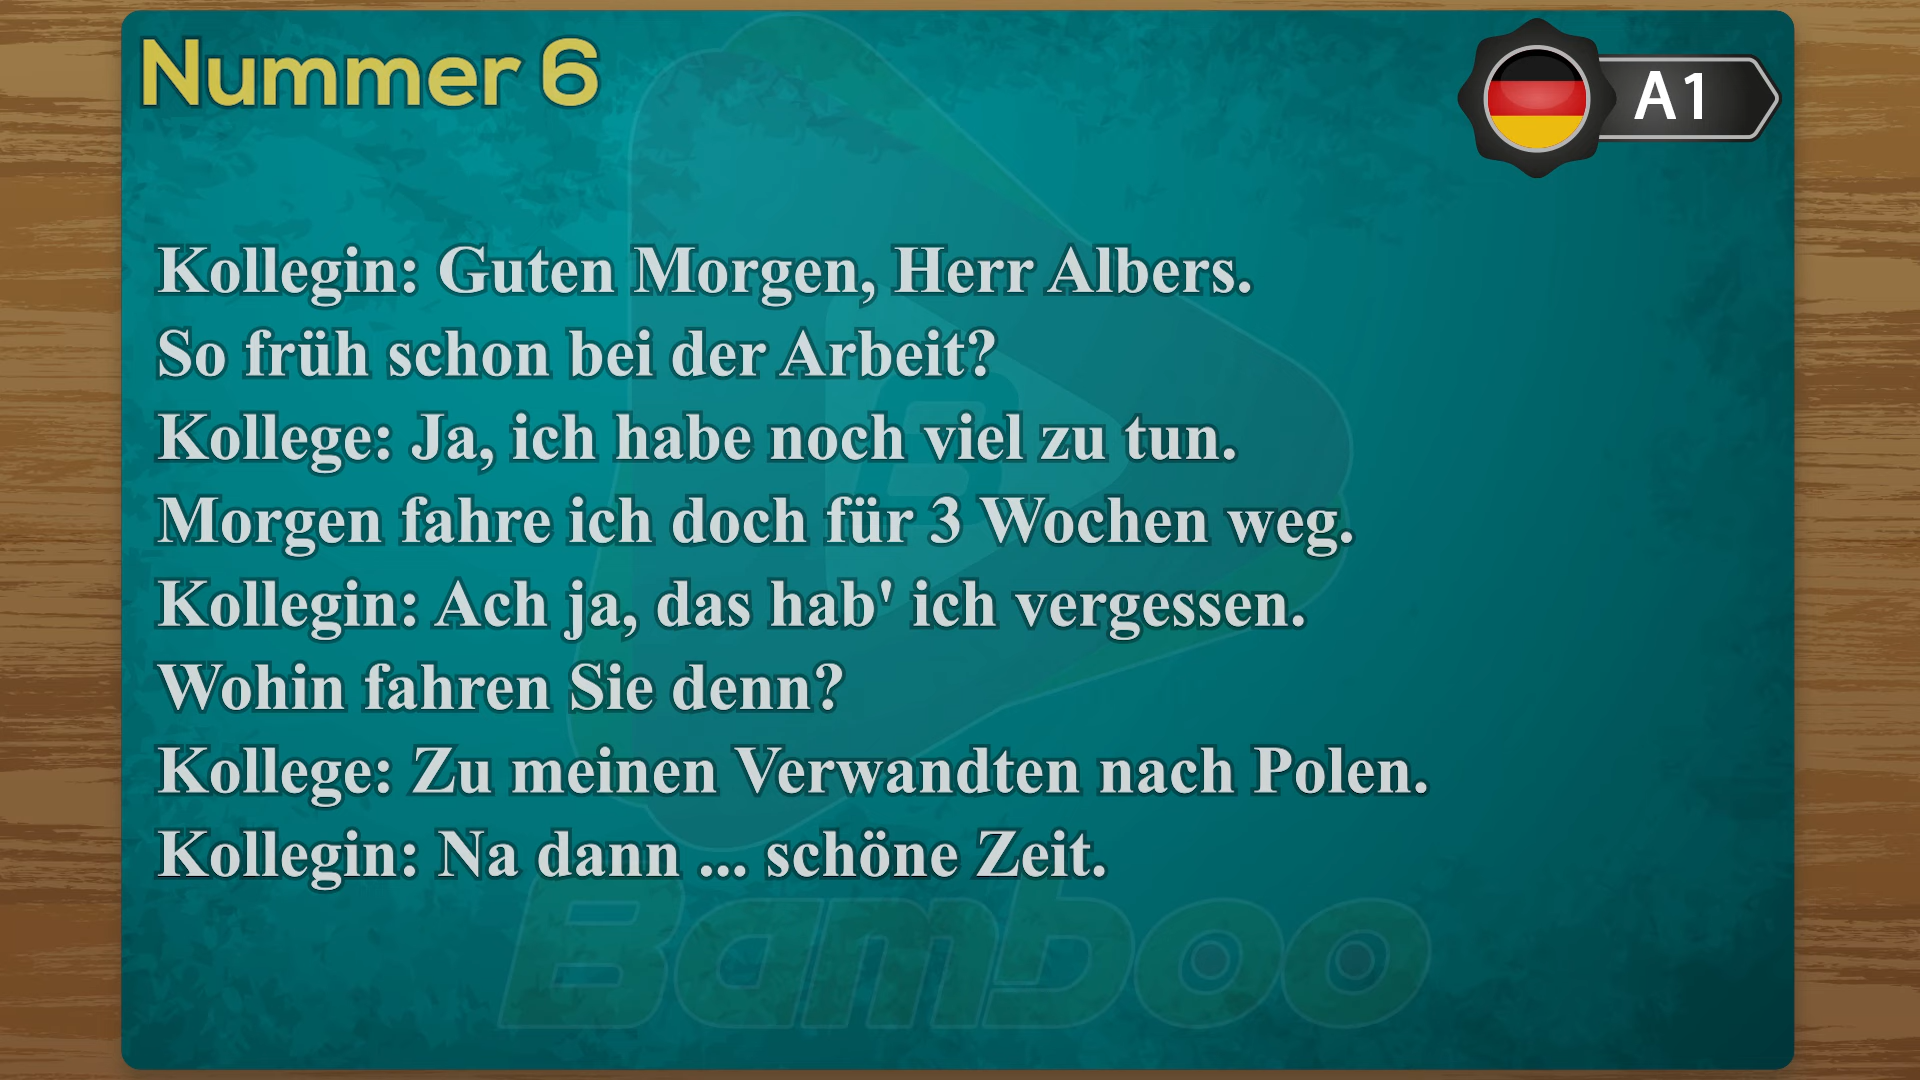 Nummer 6
A1
Kollegin: Guten Morgen, Herr Albers.
So früh schon bei der Arbeit?
Kollege: Ja, ich habe noch viel zu tun.
Morgen fahre ich doch für 3 Wochen weg.
Kollegin: Ach ja, das hab' ich vergessen.
Wohin fahren Sie denn?
Kollege: Zu meinen Verwandten nach Polen.
Kollegin: Na dann ... schöne Zeit.
B
Bamboo